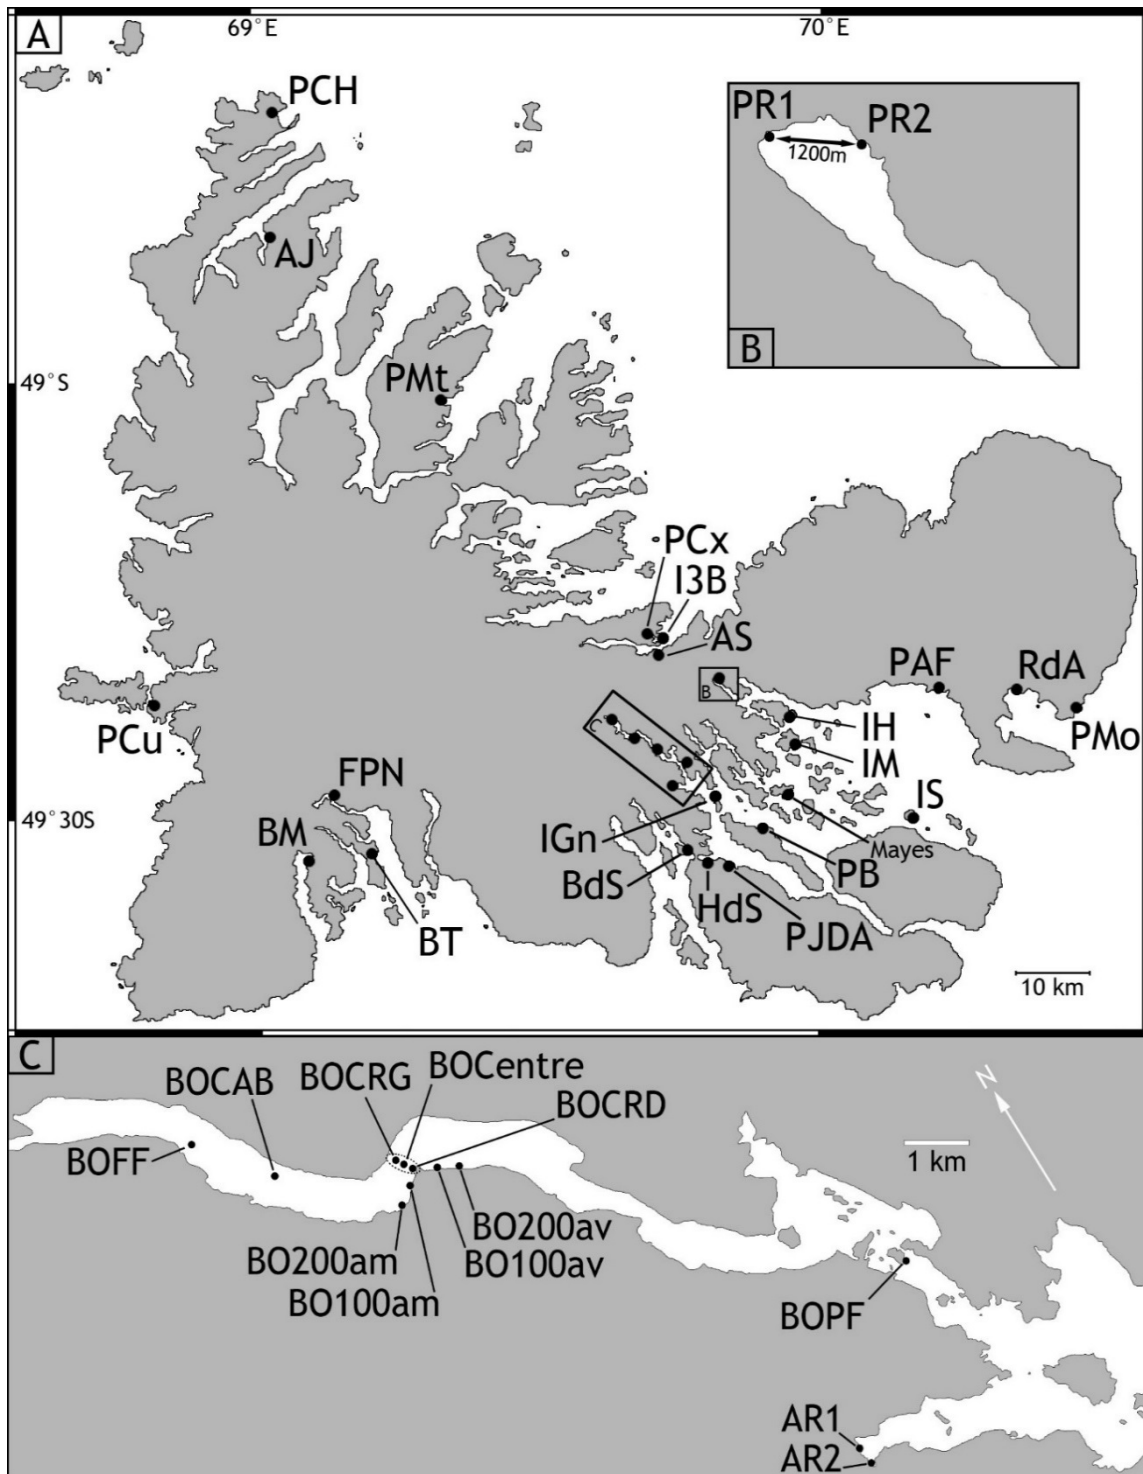 A
69°E
70°E
PCH
PR1
PR2
1200m
AJ
B
49°S
PMt
PCx
I3B
AS
PAF
RdA
B
PCu
C
IH
PMo
IM
FPN
IS
49°30S
IGn
Mayes
BM
PB
BdS
HdS
BT
PJDA
10 km
C
BOCentre
BOCRG
N
BOCAB
BOCRD
BOFF
1 km
BO200av
BO200am
BO100av
BO100am
BOPF
AR1
AR2